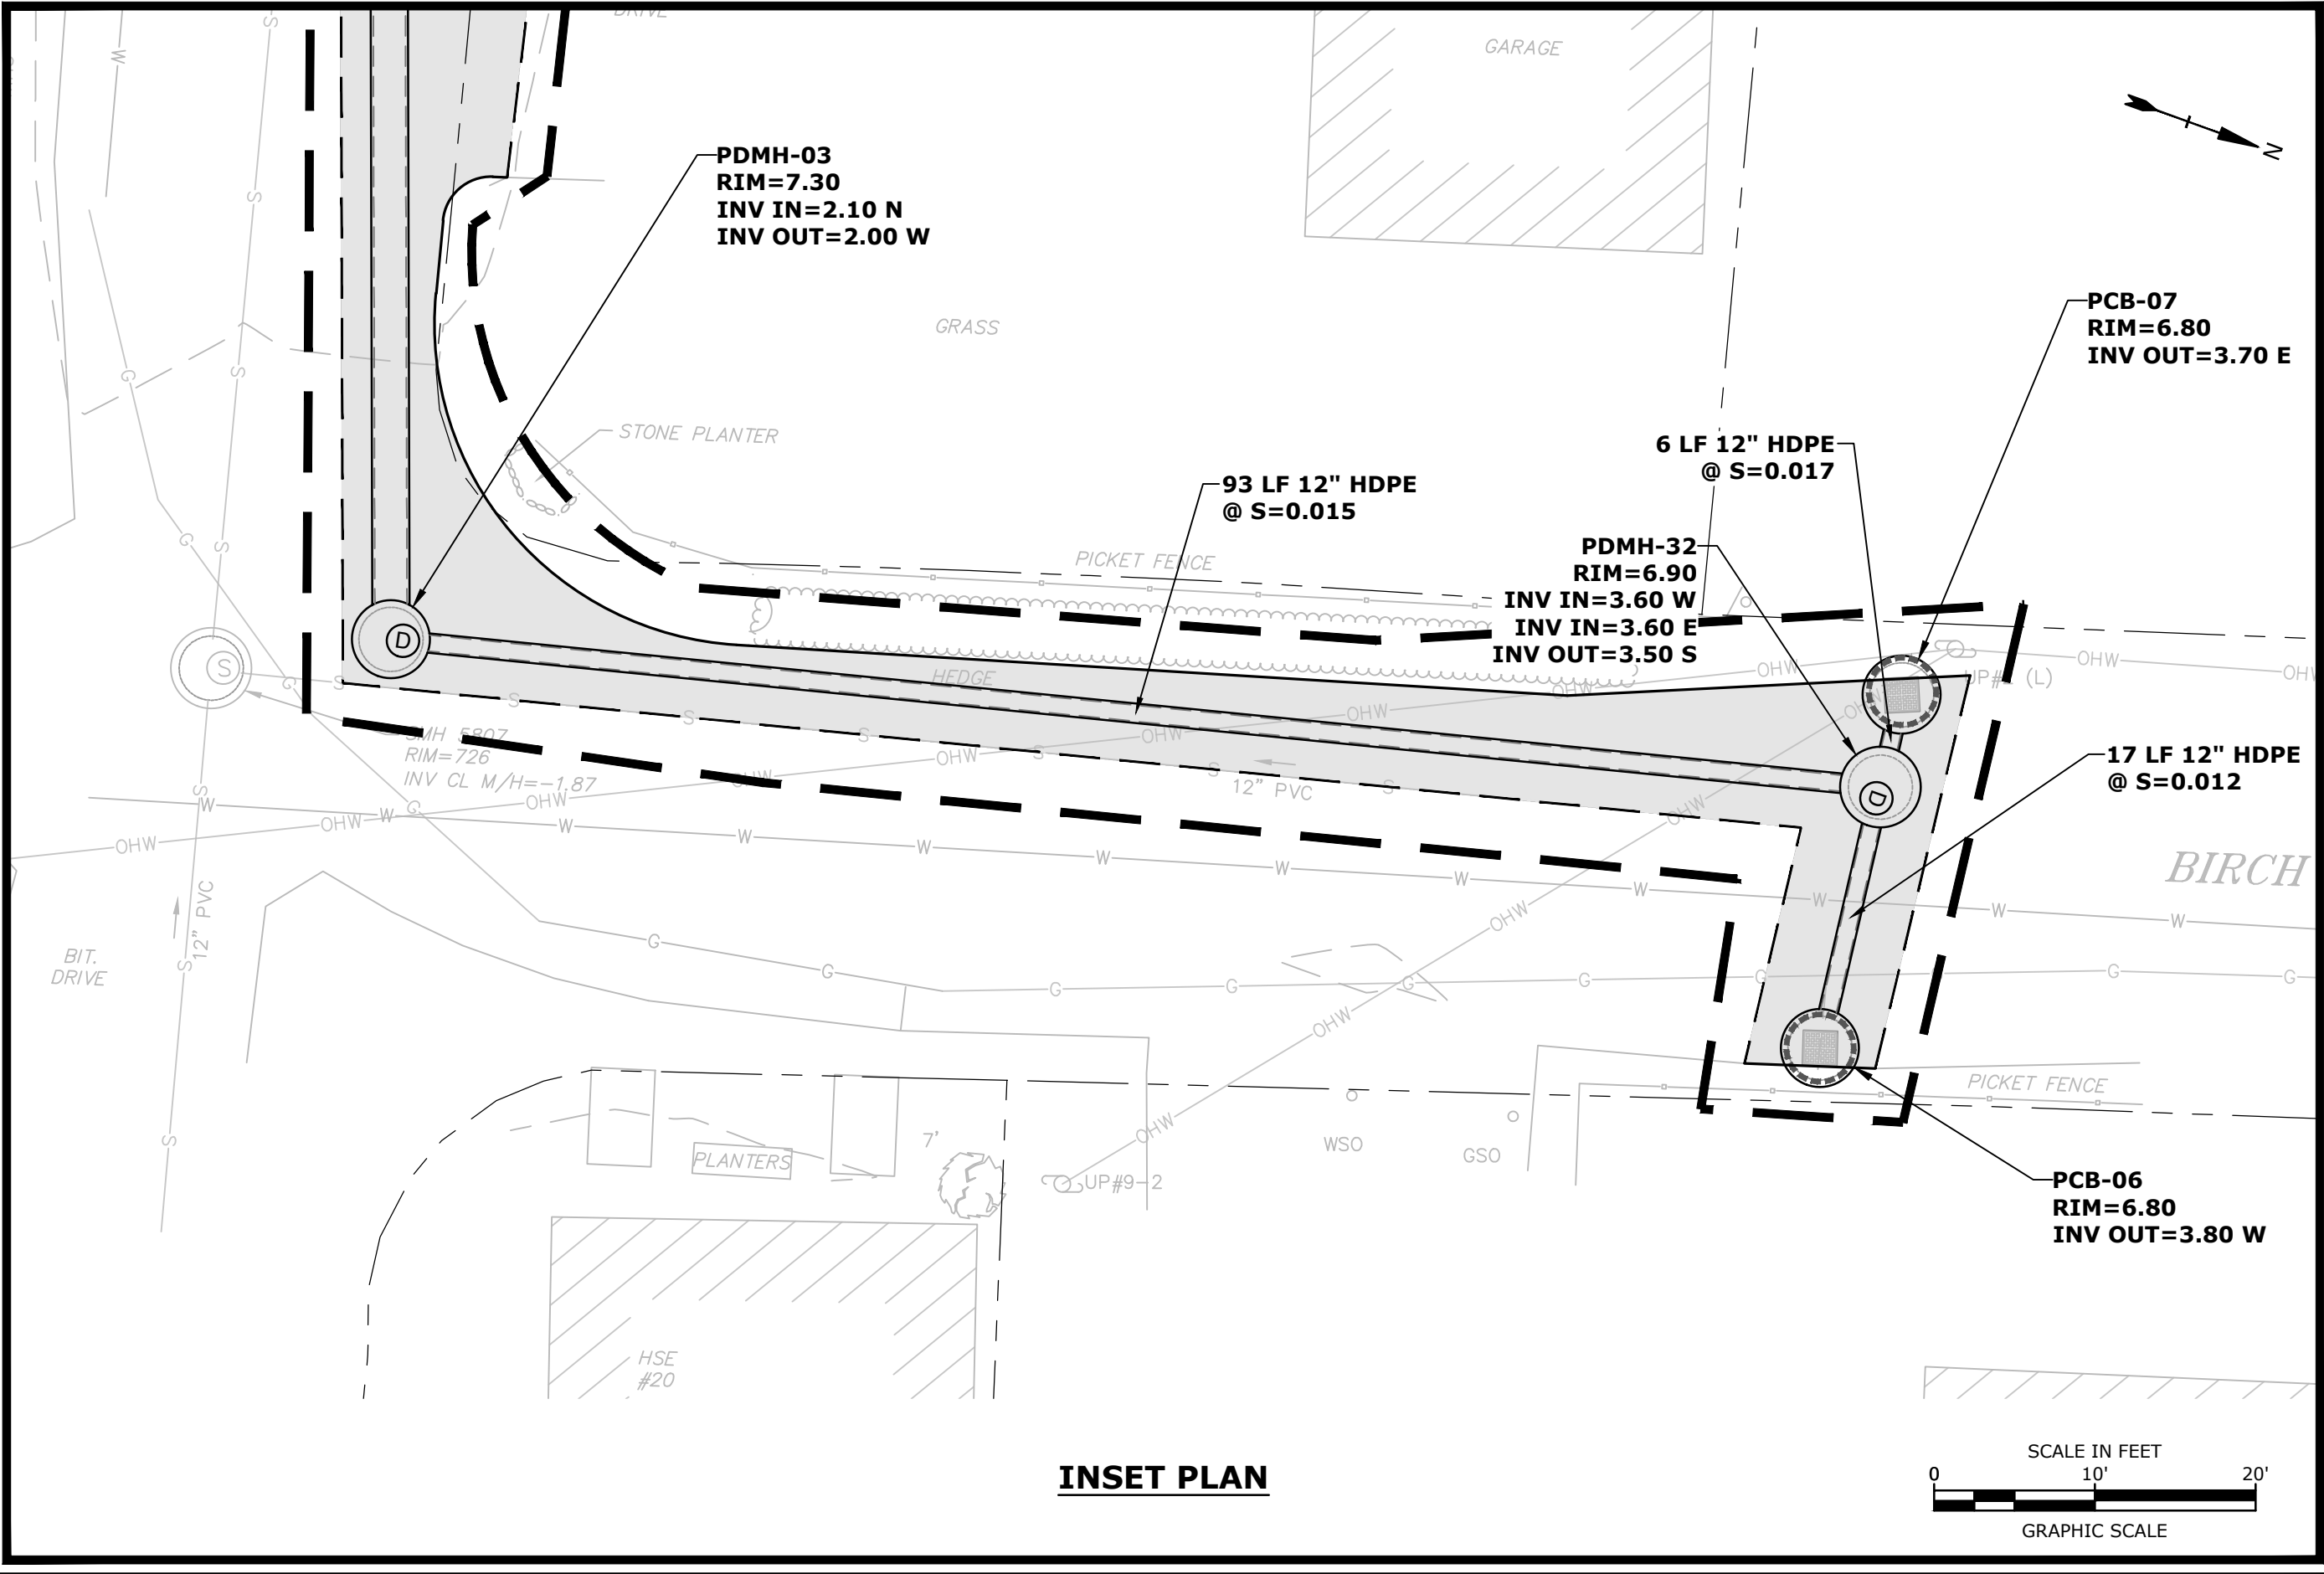 DRIVE
GARAGE
N
PDMH-03
RIM=7.30
INV IN=2.10 N
INV OUT=2.00 W
PCB-07
RIM=6.80
INV OUT=3.70 E
GRASS
STONE PLANTER
6 LF 12" HDPE
@ S=0.017
93 LF 12" HDPE
@ S=0.015
PICKET FENCE
PDMH-32
RIM=6.90
INV IN=3.60 W
INV IN=3.60 E
INV OUT=3.50 S
HEDGE
(L)
SMH 5807
RIM=726
INV CL M/H=-1.87
12" PVC
17 LF 12" HDPE
@ S=0.012
BIRCH
12" PVC
BIT.
DRIVE
PICKET FENCE
7'
PLANTERS
UP#9-2
WSO
GSO
PCB-06
RIM=6.80
INV OUT=3.80 W
HSE
#20
INSET PLAN
SCALE IN FEET
0 10' 20'
GRAPHIC SCALE